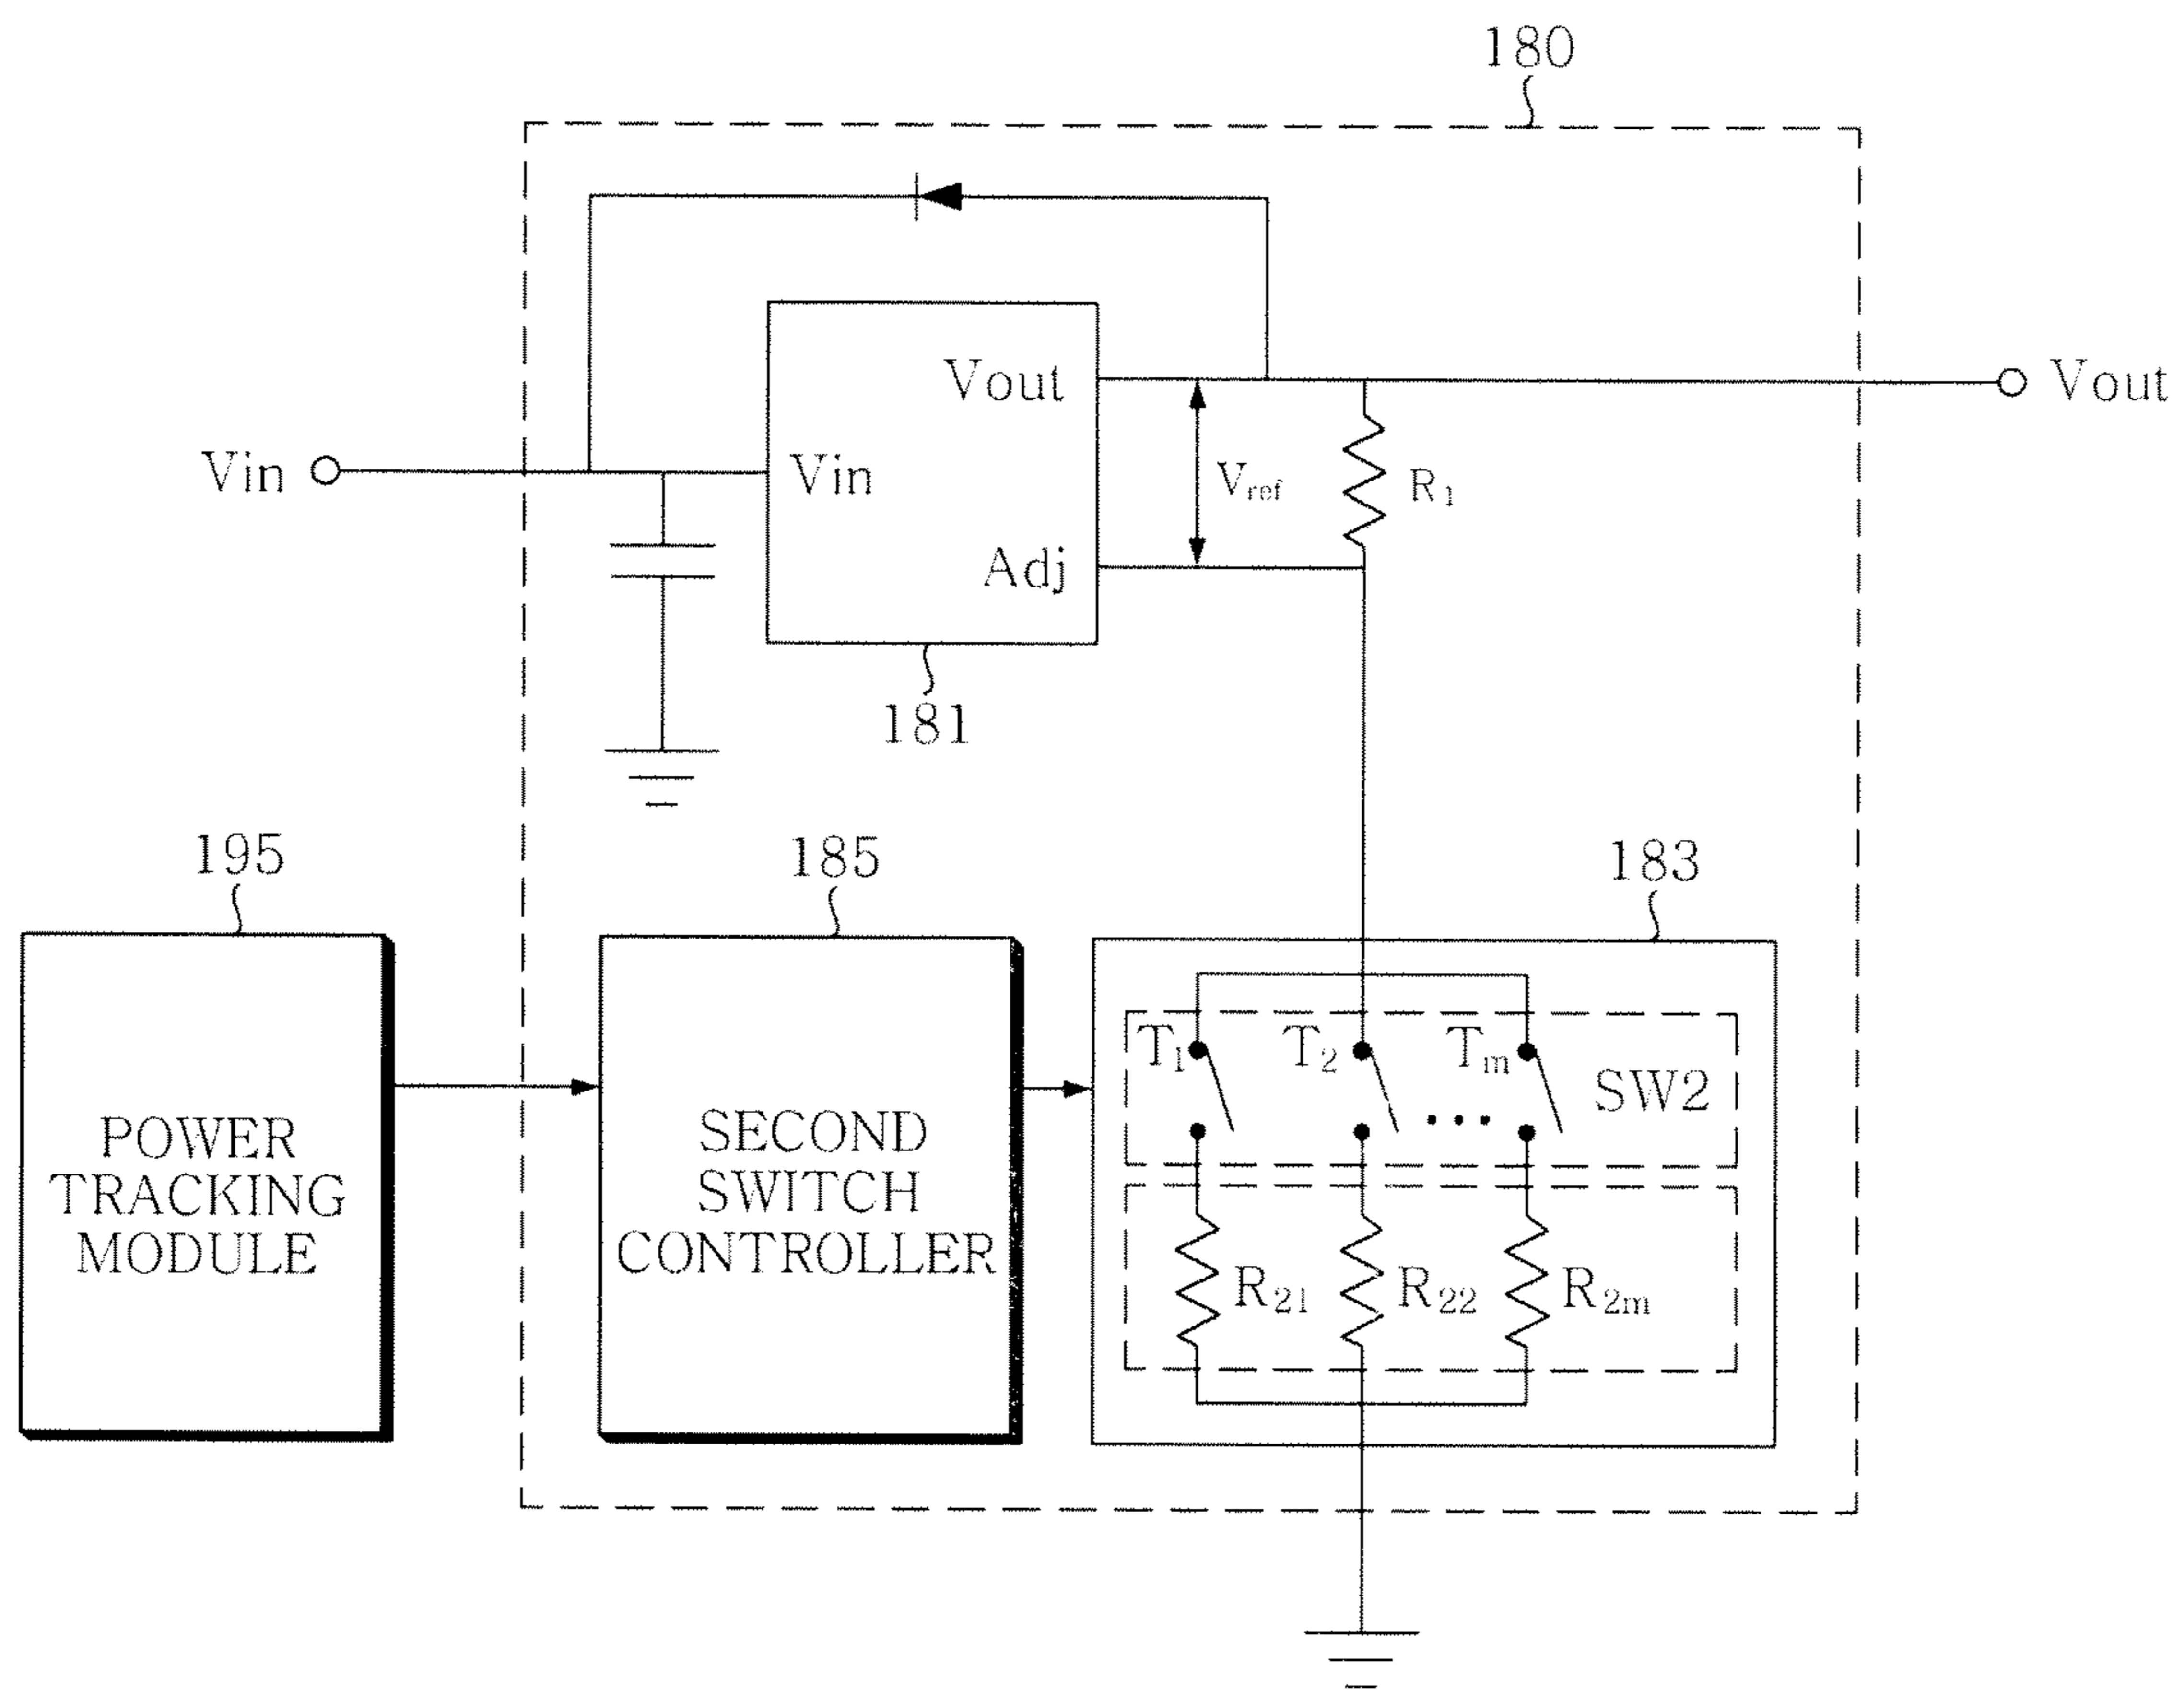 180
Vout
Vout
Vin
Vin
Vref
R1
Adj
181
195
185
183
T1
T2
Tm
SW2
POWER
TRACKING
MODULE
SECOND
SWITCH
CONTROLLER
R21
R22
R2m